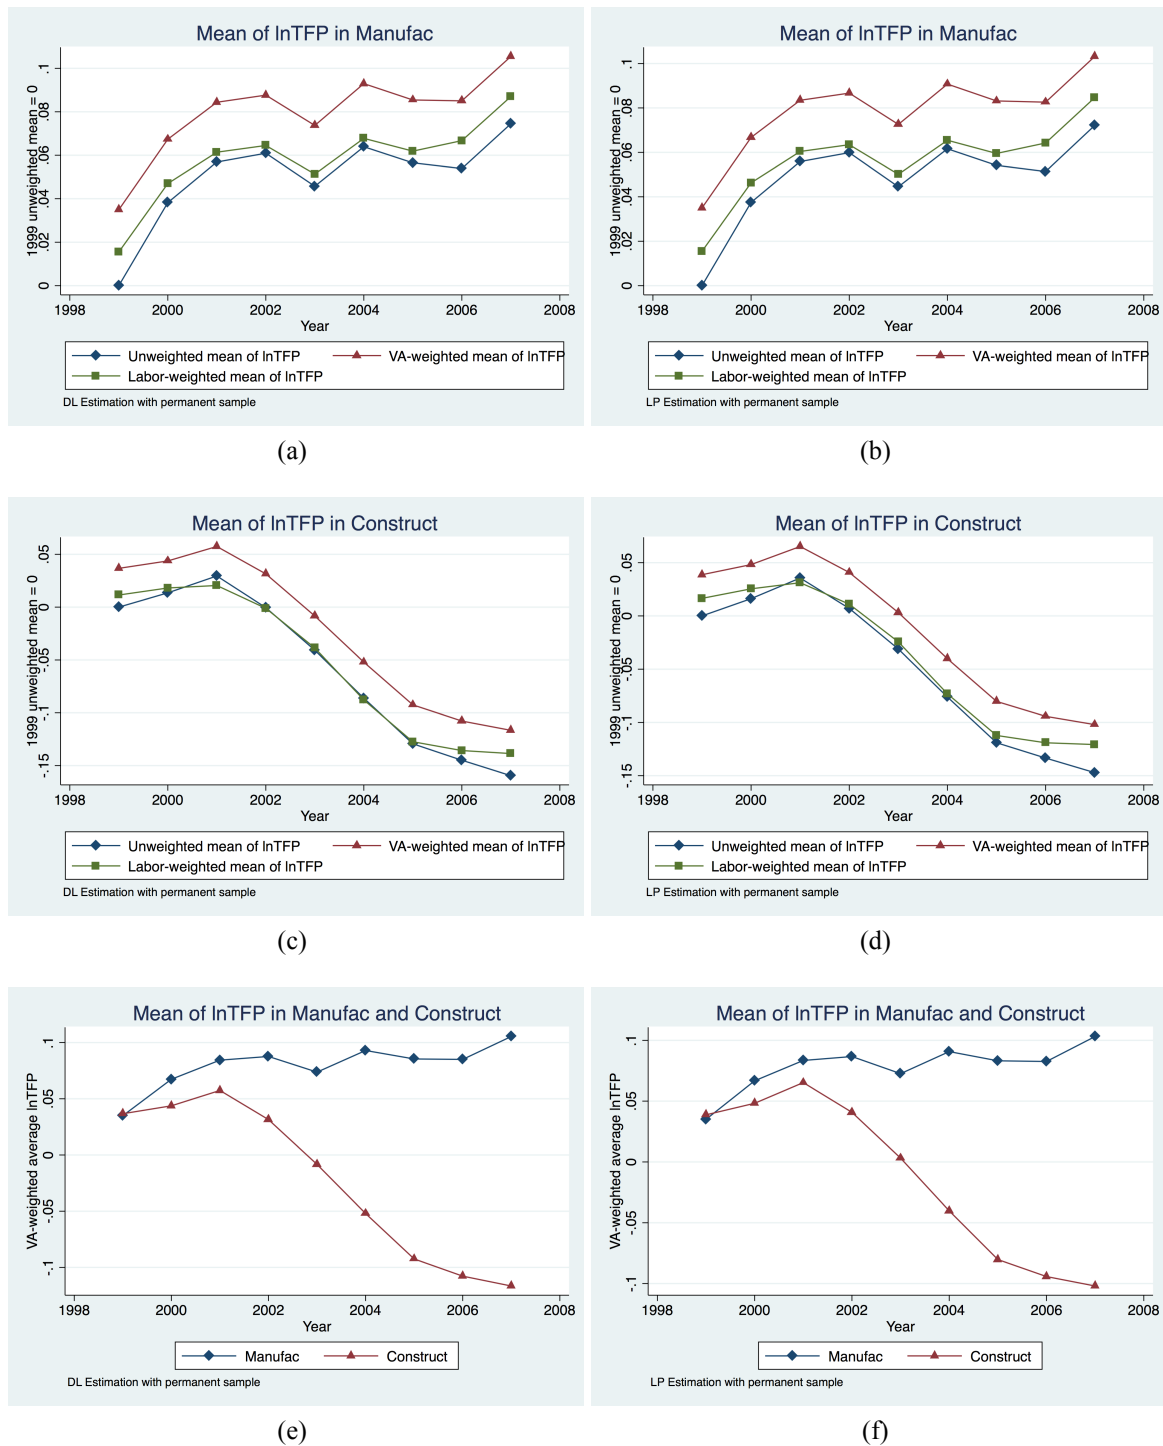 Mean of lnTFP in Manufac
1999 unweighted mean = 0
.1
.08
.06
.04
.02
0
1998 2000 2002 2004 2006 2008
Year
Unweighted mean of lnTFP VA-weighted mean of lnTFP
Labor-weighted mean of lnTFP
DL Estimation with permanent sample
(a)
Mean of lnTFP in Manufac
1999 unweighted mean = 0
.1
.08
.06
.04
.02
0
1998 2000 2002 2004 2006 2008
Year
Unweighted mean of lnTFP VA-weighted mean of lnTFP
Labor-weighted mean of lnTFP
LP Estimation with permanent sample
(b)
Mean of lnTFP in Construct
1999 unweighted mean = 0
.05
0
-.05
-.1
-.15
1998 2000 2002 2004 2006 2008
Year
Unweighted mean of lnTFP VA-weighted mean of lnTFP
Labor-weighted mean of lnTFP
DL Estimation with permanent sample
(c)
Mean of lnTFP in Construct
1999 unweighted mean = 0
.05
0
-.05
-.1
-.15
1998 2000 2002 2004 2006 2008
Year
Unweighted mean of lnTFP VA-weighted mean of lnTFP
Labor-weighted mean of lnTFP
LP Estimation with permanent sample
(d)
Mean of lnTFP in Manufac and Construct
VA-weighted average lnTFP
.1
.05
0
-.05
-.1
1998 2000 2002 2004 2006 2008
Year
Manufac Construct
DL Estimation with permanent sample
(e)
Mean of lnTFP in Manufac and Construct
VA-weighted average lnTFP
.1
.05
0
-.05
-.1
1998 2000 2002 2004 2006 2008
Year
Manufac Construct
LP Estimation with permanent sample
(f)